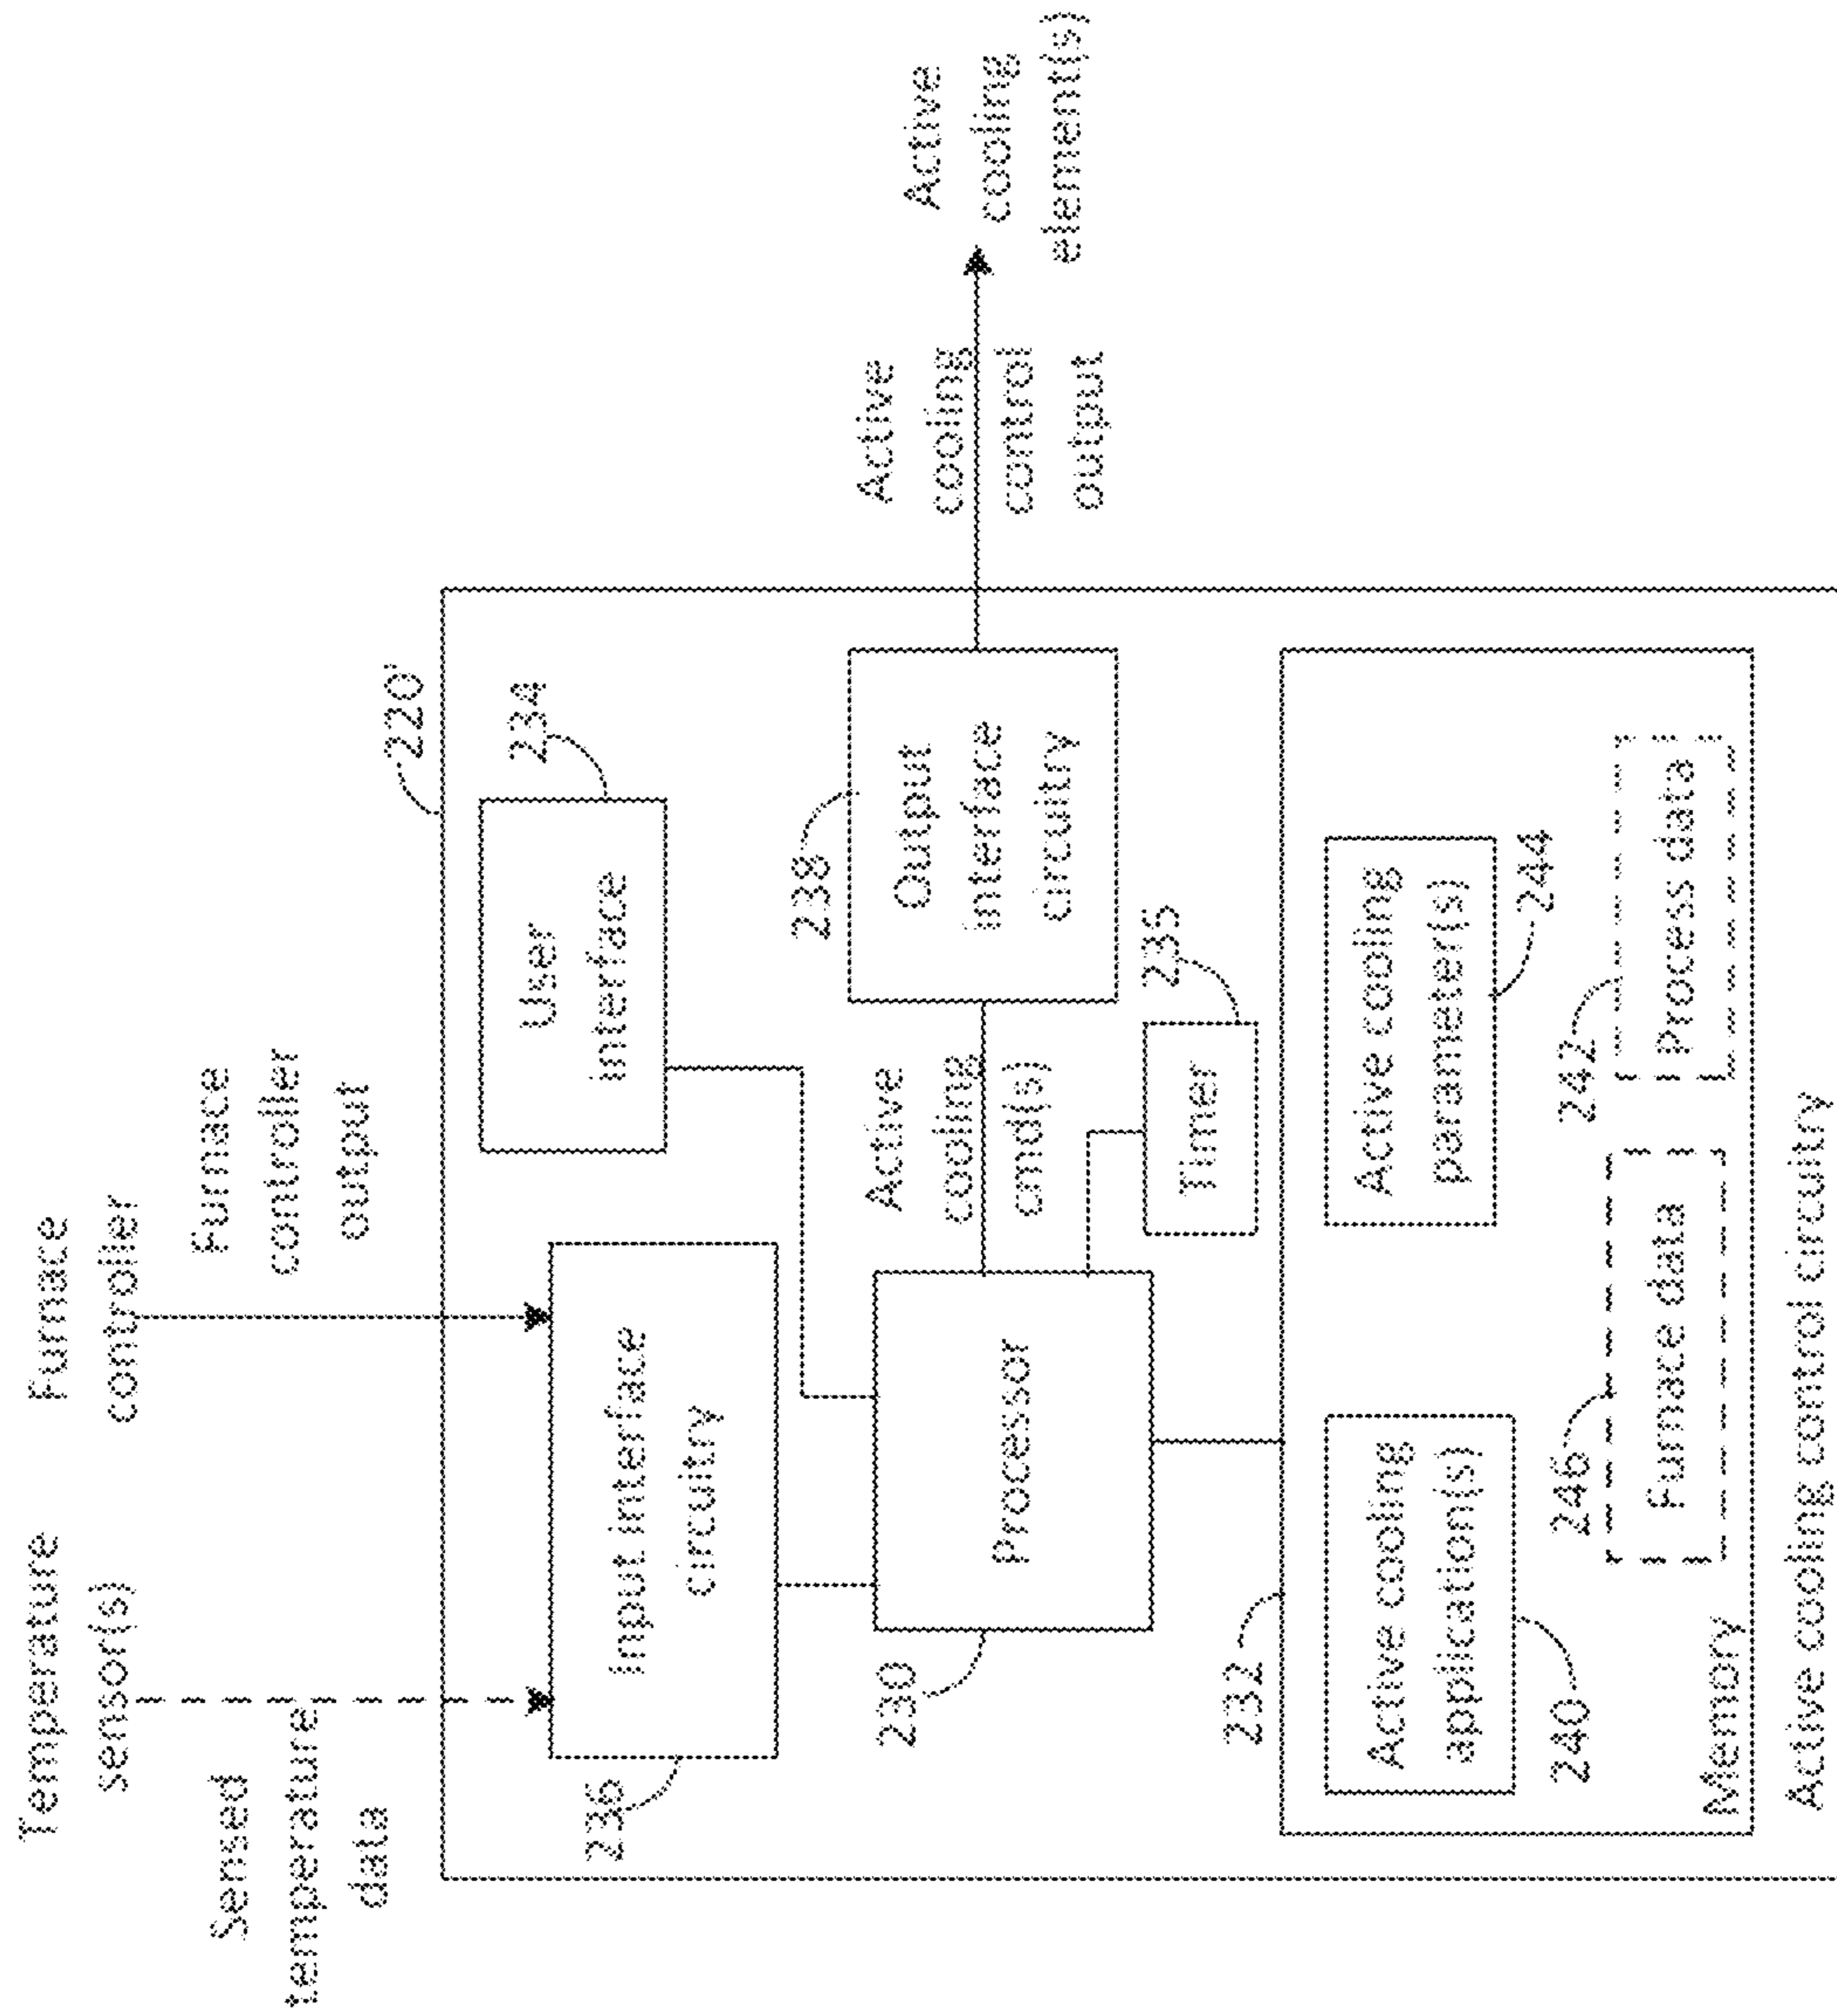 Temperature
sensor(s)
Furnace
controller
Sensed
temperature
data
Furnace
controller
output
220'
236
Input interface
circuitry
User
interface
234
230
Processor
Active
cooling
cmd(s)
238
Output
interface
circuitry
Active
cooling
control
output
Active
cooling
element(s)
Timer
235
232
Active cooling
application(s)
240
Active cooling
parameter(s)
244
246
Furnace data
242
Process data
Memory
Active cooling control circuitry